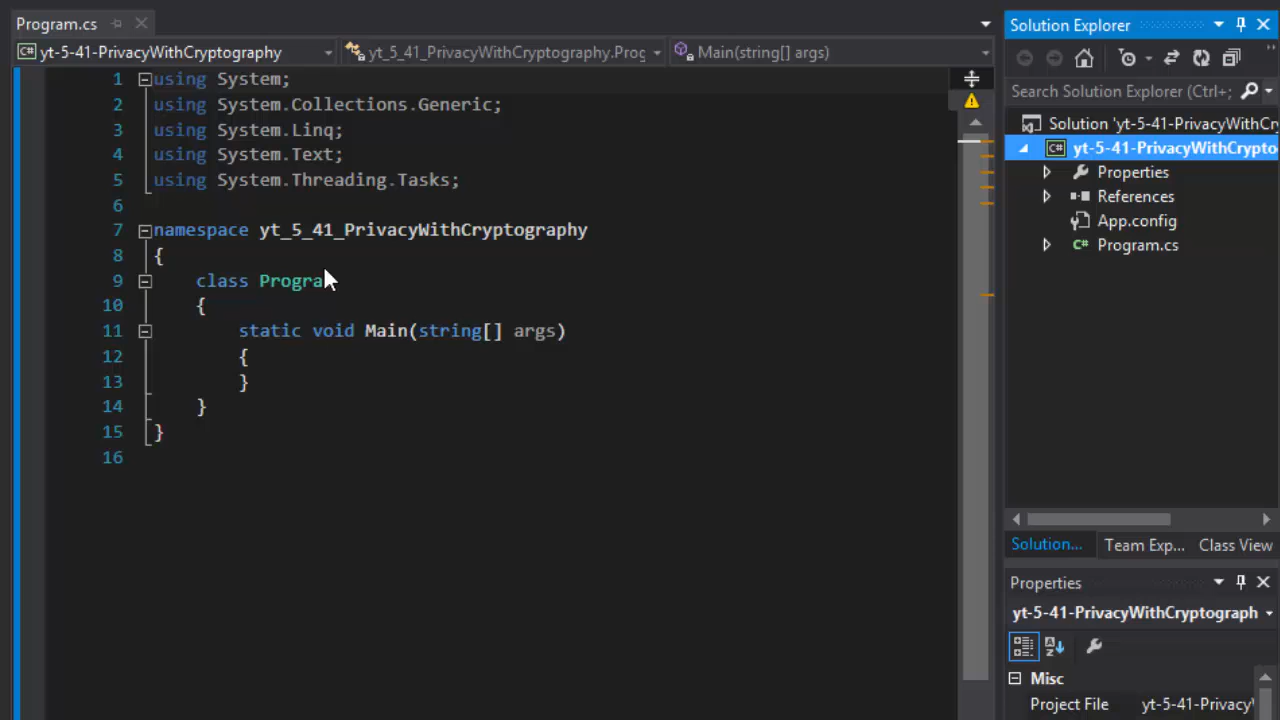 Program.cs
yt-5-41-PrivacyWithCryptography
yt_5_41_PrivacyWithCryptography.Prog
Main(string[] args)
1 using System;
2 using System.Collections.Generic;
3 using System.Linq;
4 using System.Text;
5 using System.Threading.Tasks;
6
7 namespace yt_5_41_PrivacyWithCryptography
8 {
9 class Progra
10 {
11 static void Main(string[] args)
12 {
13 }
14 }
15 }
16
Solution Explorer
Search Solution Explorer (Ctrl+;
Solution 'yt-5-41-PrivacyWithCry
C# yt-5-41-PrivacyWithCrypto
Properties
References
App.config
C# Program.cs
Solution... Team Exp... Class View
Properties
yt-5-41-PrivacyWithCryptograph
Misc
Project File yt-5-41-Privacy